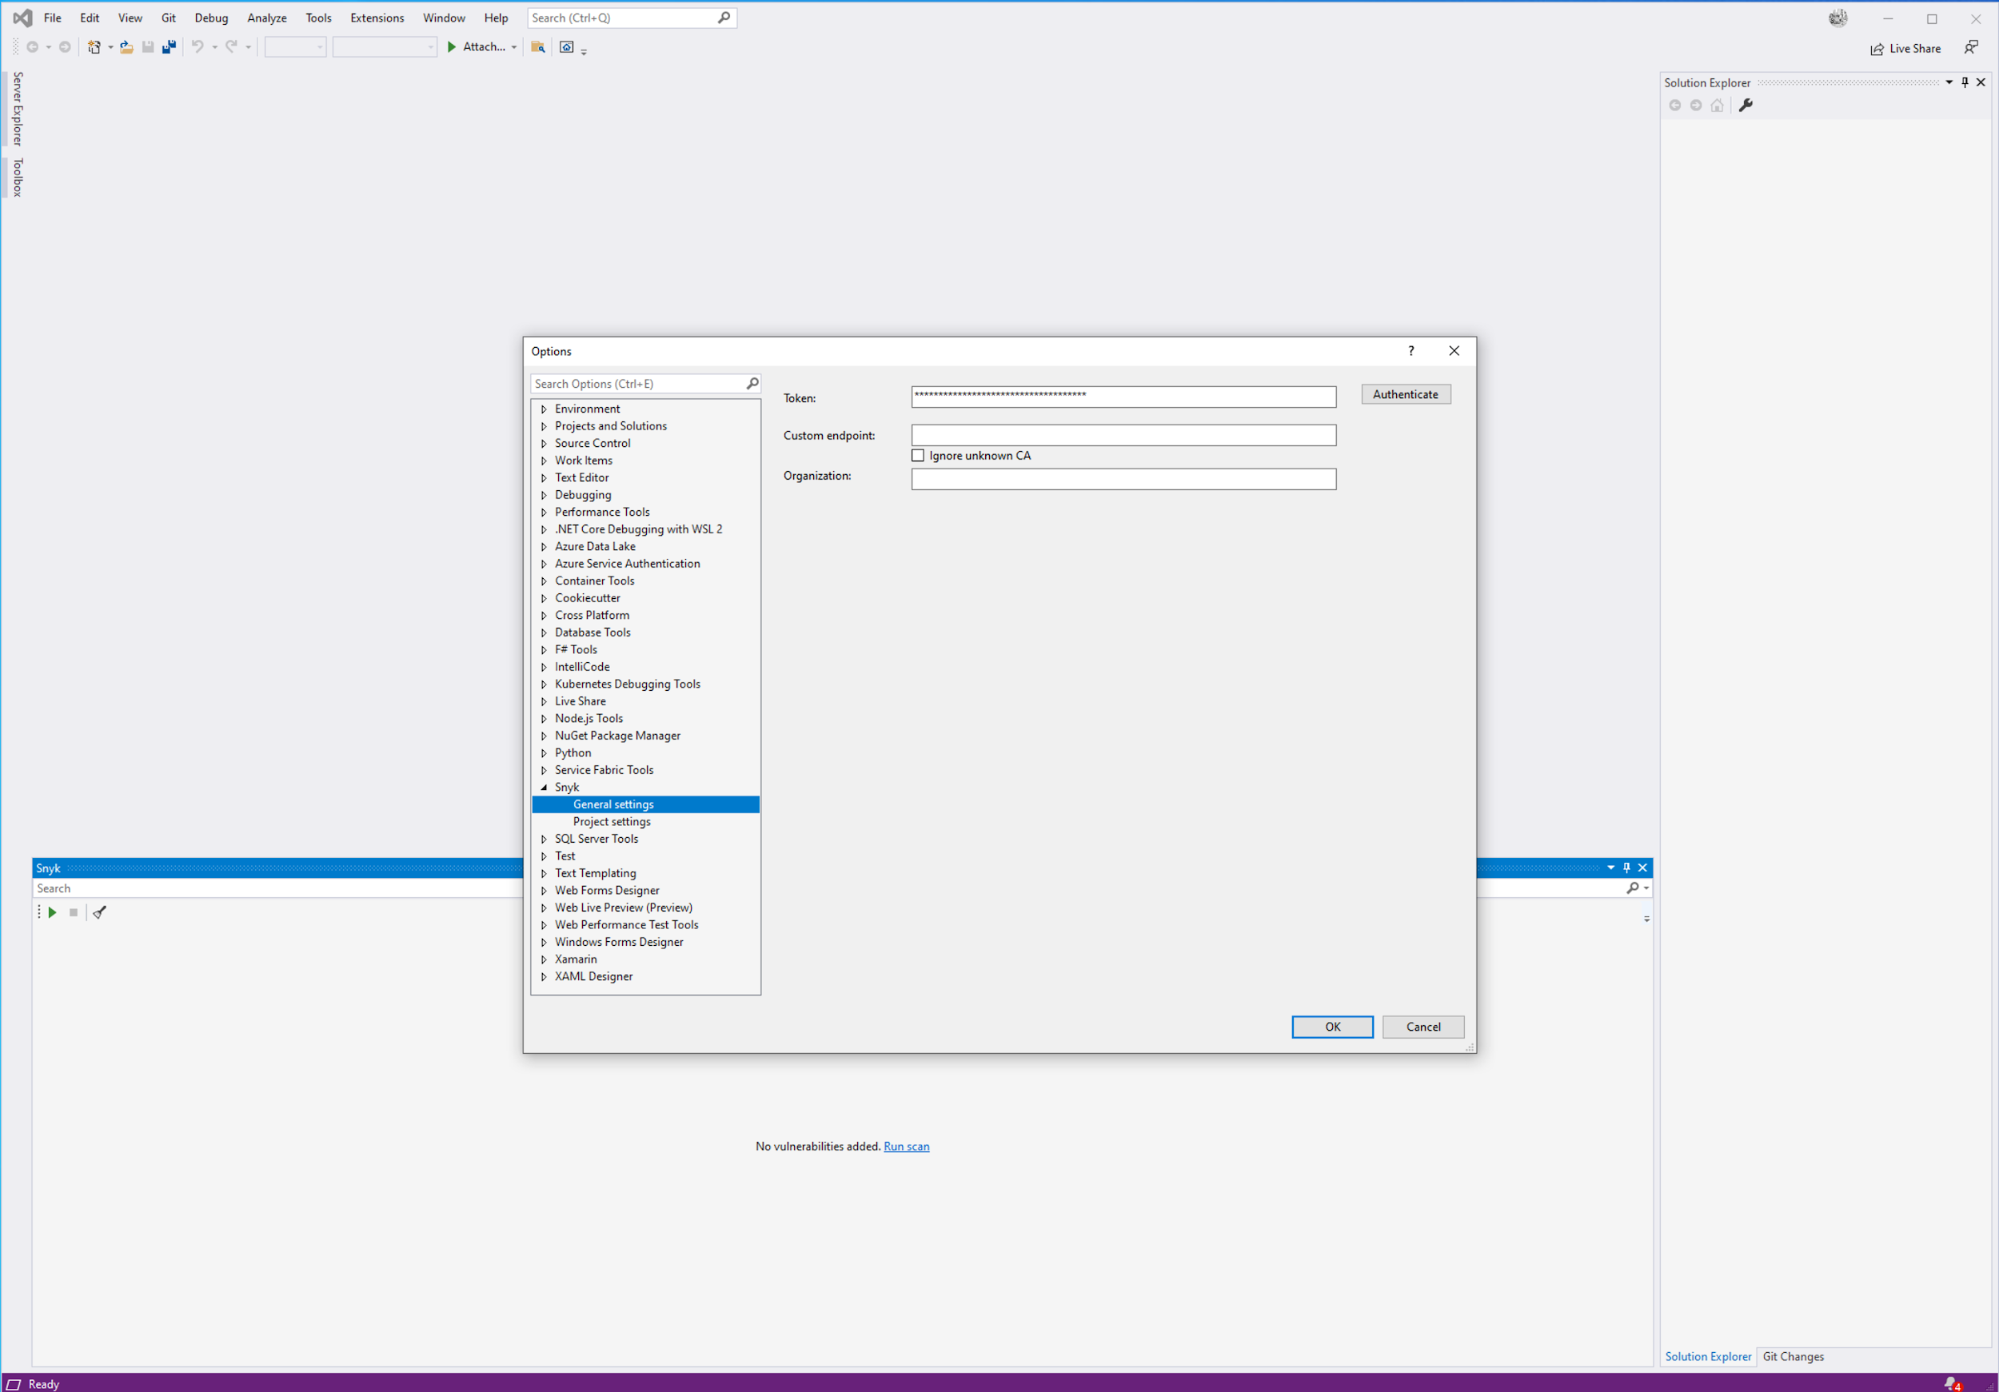 File Edit View Git Debug Analyze Tools Extensions Window Help Search (Ctrl+Q)
Attach...
Live Share
Server Explorer
Toolbox
Solution Explorer
Options ?
Search Options (Ctrl+E)
Environment
Projects and Solutions
Source Control
Work Items
Text Editor
Debugging
Performance Tools
.NET Core Debugging with WSL 2
Azure Data Lake
Azure Service Authentication
Container Tools
Cookiecutter
Cross Platform
Database Tools
F# Tools
IntelliCode
Kubernetes Debugging Tools
Live Share
Node.js Tools
NuGet Package Manager
Python
Service Fabric Tools
Snyk
General settings
Project settings
SQL Server Tools
Test
Text Templating
Web Forms Designer
Web Live Preview (Preview)
Web Performance Test Tools
Windows Forms Designer
Xamarin
XAML Designer
Token: ************************************ Authenticate
Custom endpoint:
Ignore unknown CA
Organization:
OK Cancel
Snyk
Search
No vulnerabilities added. Run scan
Solution Explorer Git Changes
Ready 4